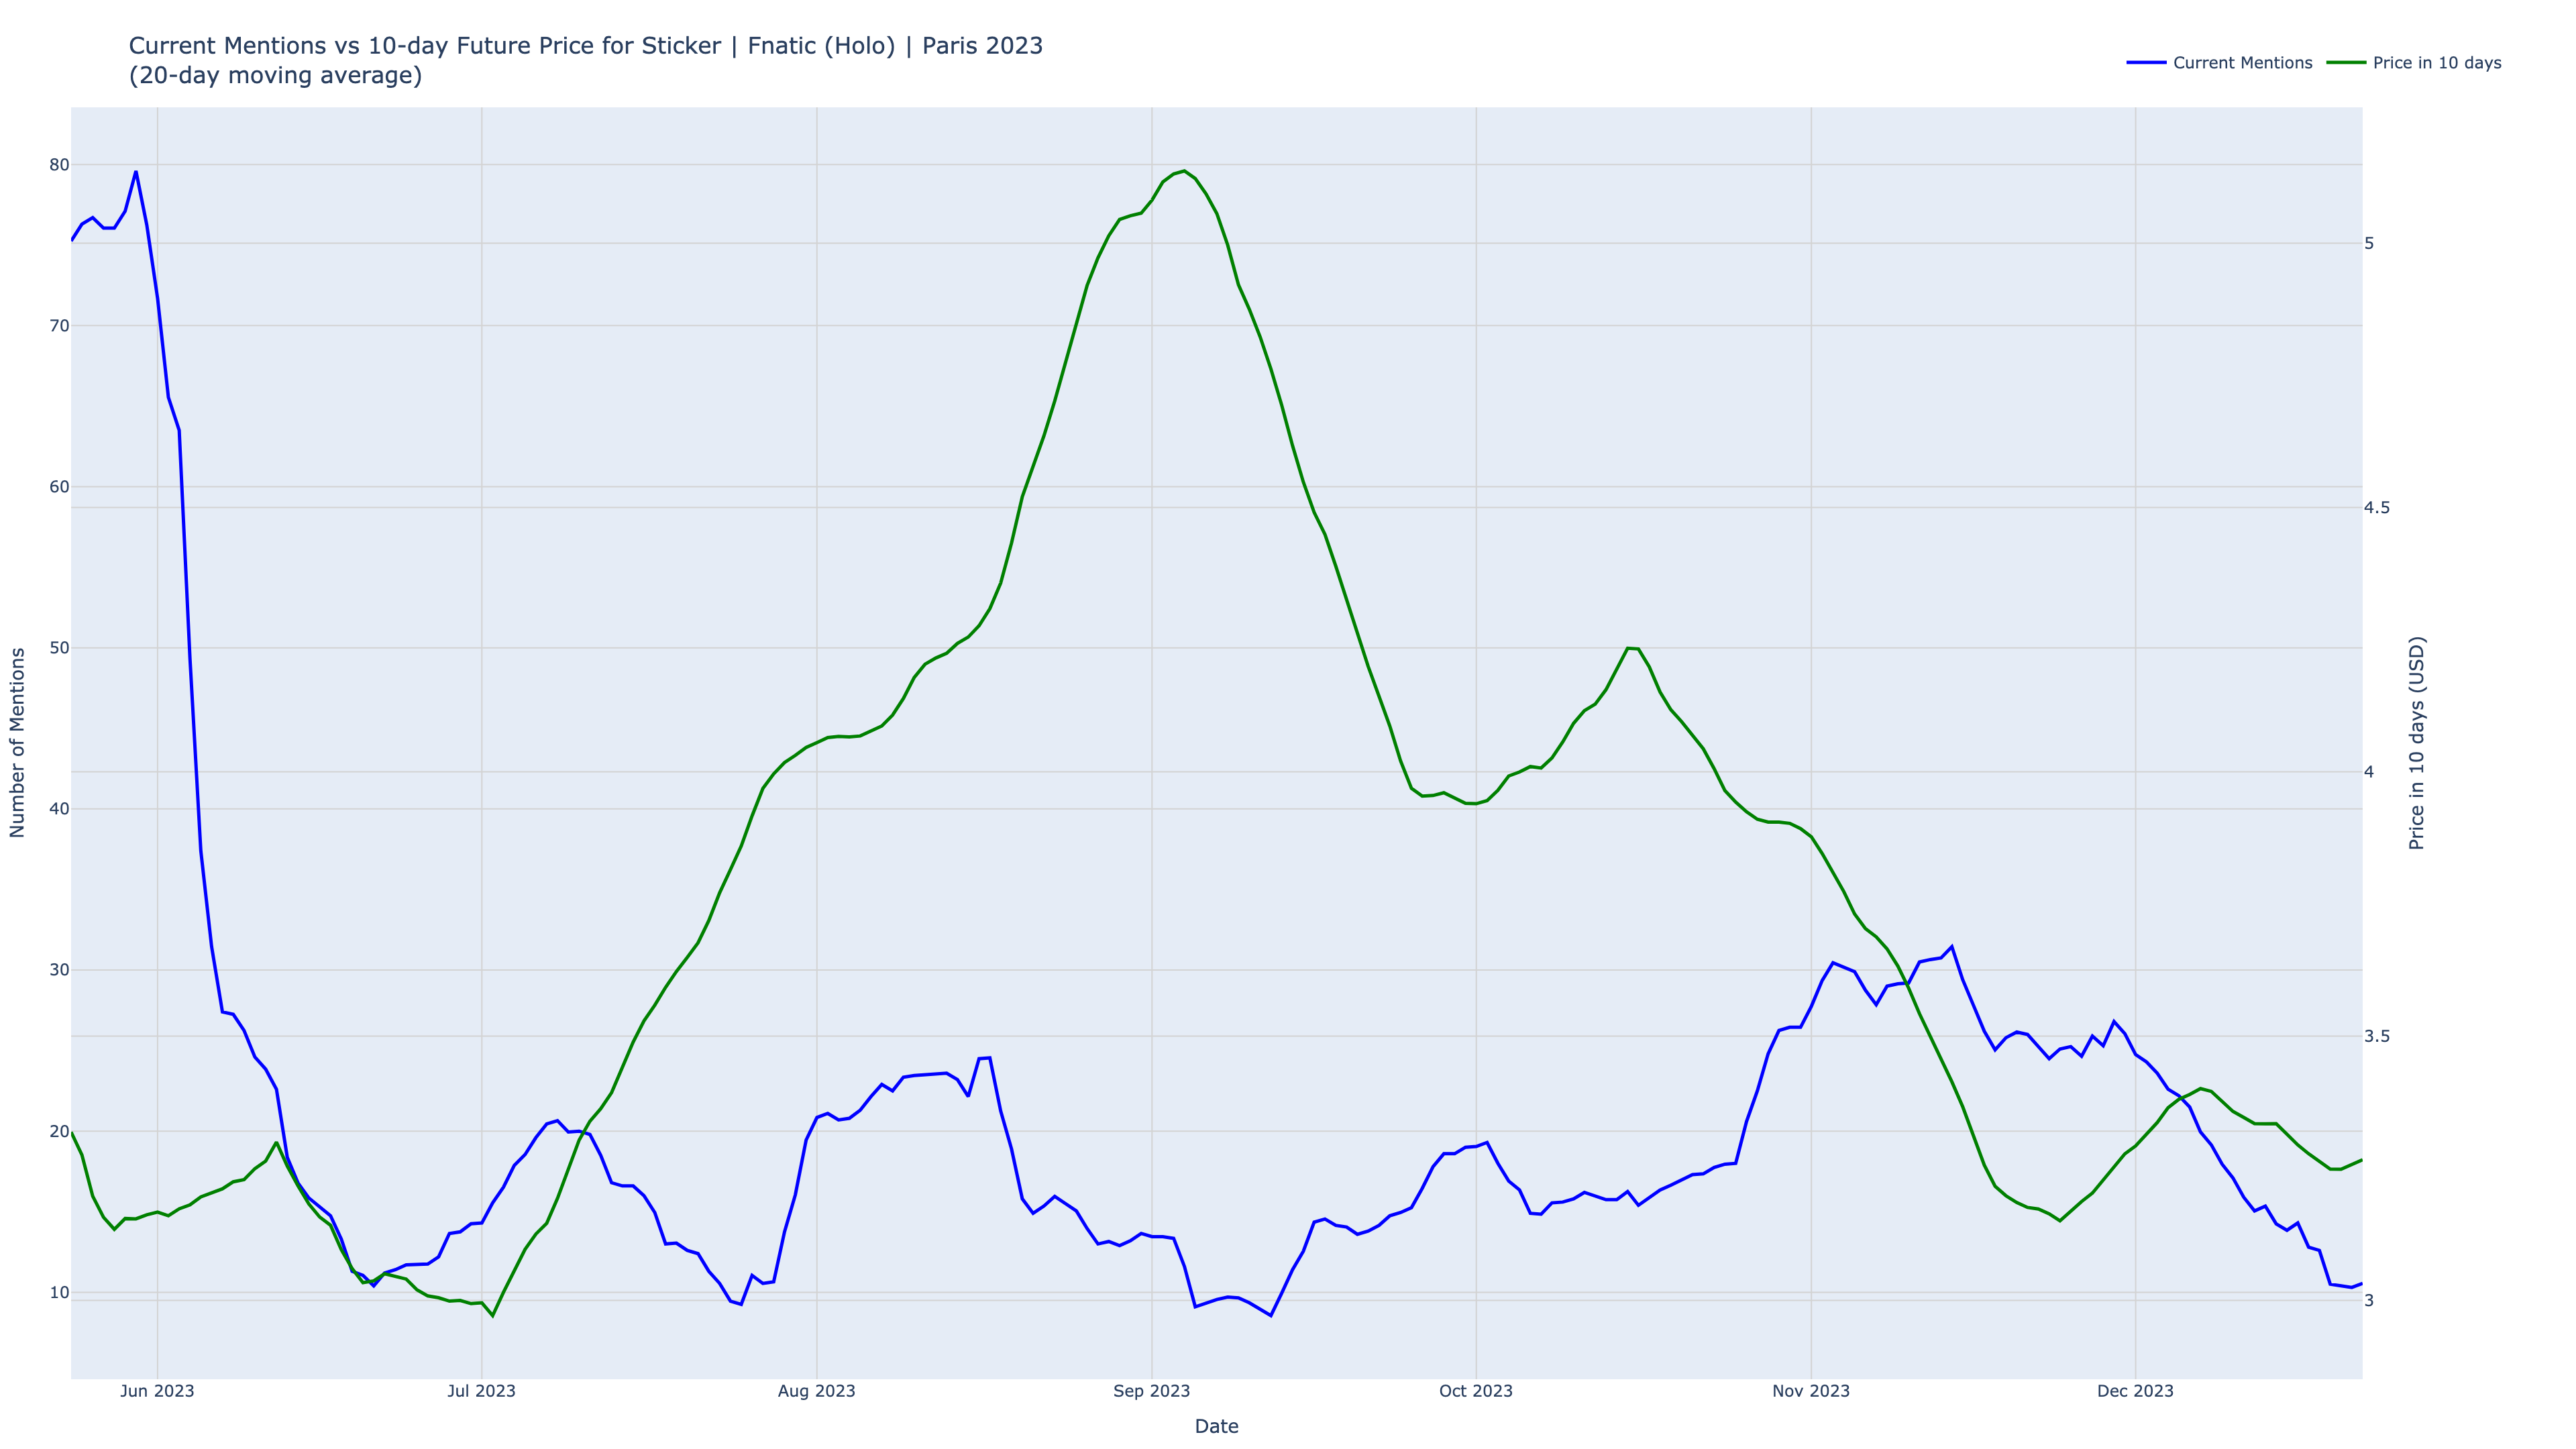 Current Mentions vs 10-day Future Price for Sticker | Fnatic (Holo) | Paris 2023
(20-day moving average)
Current Mentions
Price in 10 days
80
70
60
50
40
30
20
10
Number of Mentions
5
4.5
4
3.5
3
Price in 10 days (USD)
Jun 2023
Jul 2023
Aug 2023
Sep 2023
Oct 2023
Nov 2023
Dec 2023
Date